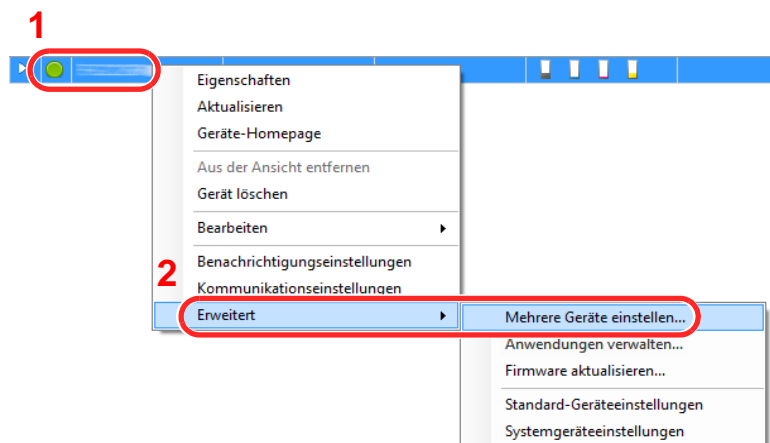 1
Eigenschaften
Aktualisieren
Geräte-Homepage
Aus der Ansicht entfernen
Gerät löschen
Bearbeiten
Benachrichtigungseinstellungen
2
Kommunikationseinstellungen
Erweitert
Mehrere Geräte einstellen...
Anwendungen verwalten...
Firmware aktualisieren...
Standard-Geräteeinstellungen
Systemgeräteeinstellungen